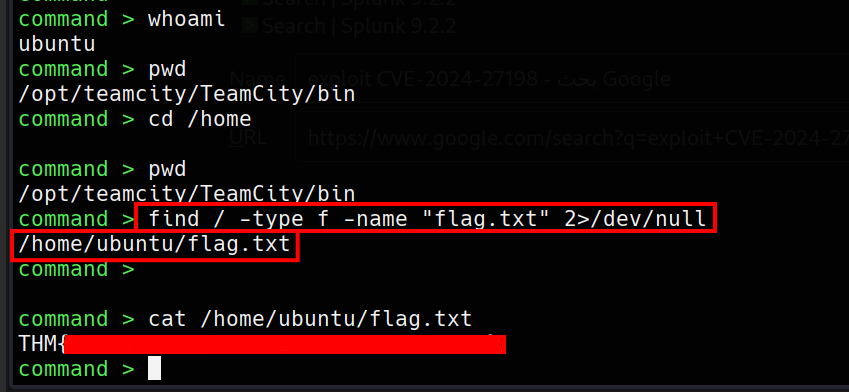 Search | Splunk 9.2.2
command > whoami
Search | Splunk 9.2.2
ubuntu
command > pwd
Name exploit CVE-2024-27198 - بحث Google
/opt/teamcity/TeamCity/bin
command > cd /home
URL https://www.google.com/search?q=exploit+CVE-2024-27
command > pwd
/opt/teamcity/TeamCity/bin
command > find / -type f -name "flag.txt" 2>/dev/null
/home/ubuntu/flag.txt
command >
command > cat /home/ubuntu/flag.txt
THM{
command >